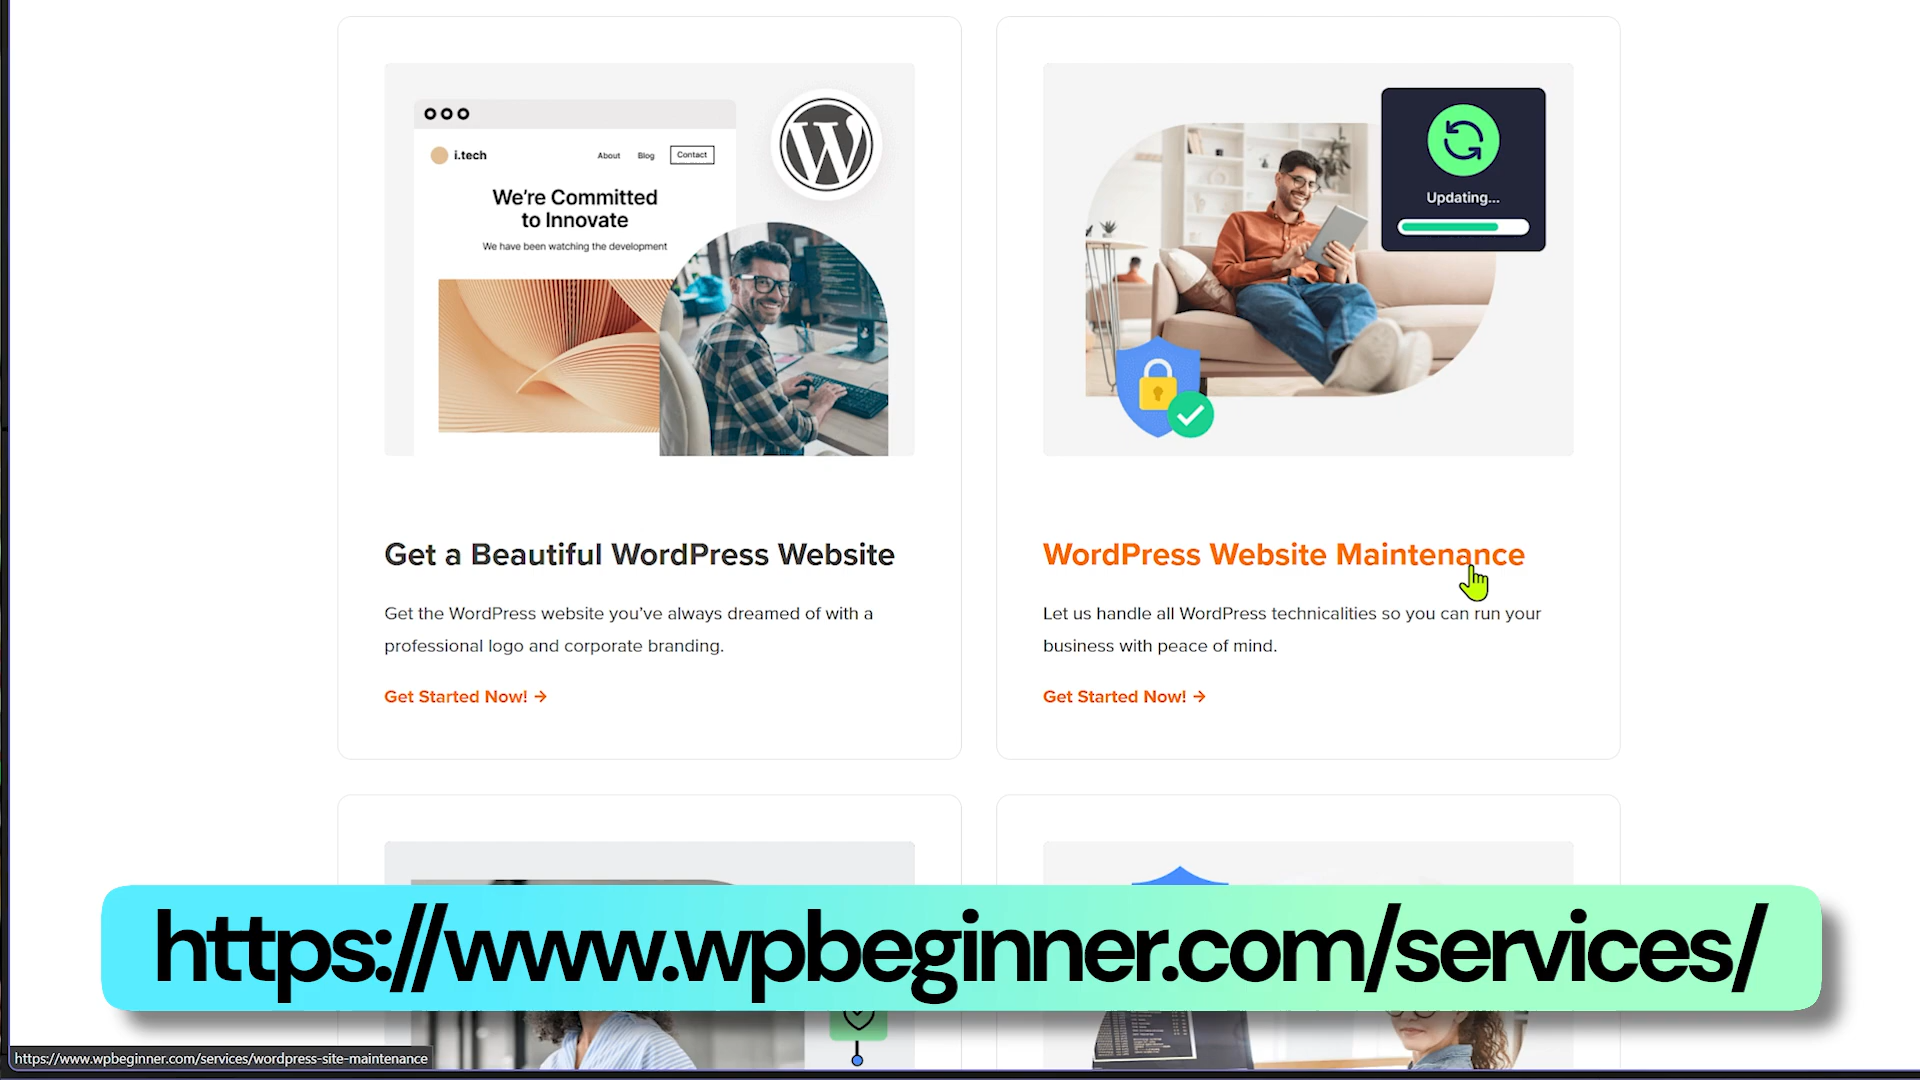 i.tech
About
Blog
Contact
We're Committed
to Innovate
We have been watching the development
Updating...
Get a Beautiful WordPress Website
Get the WordPress website you've always dreamed of with a
professional logo and corporate branding.
Get Started Now! →
WordPress Website Maintenance
Let us handle all WordPress technicalities so you can run your
business with peace of mind.
Get Started Now! →
https://www.wpbeginner.com/services/
https://www.wpbeginner.com/services/wordpress-site-maintenance